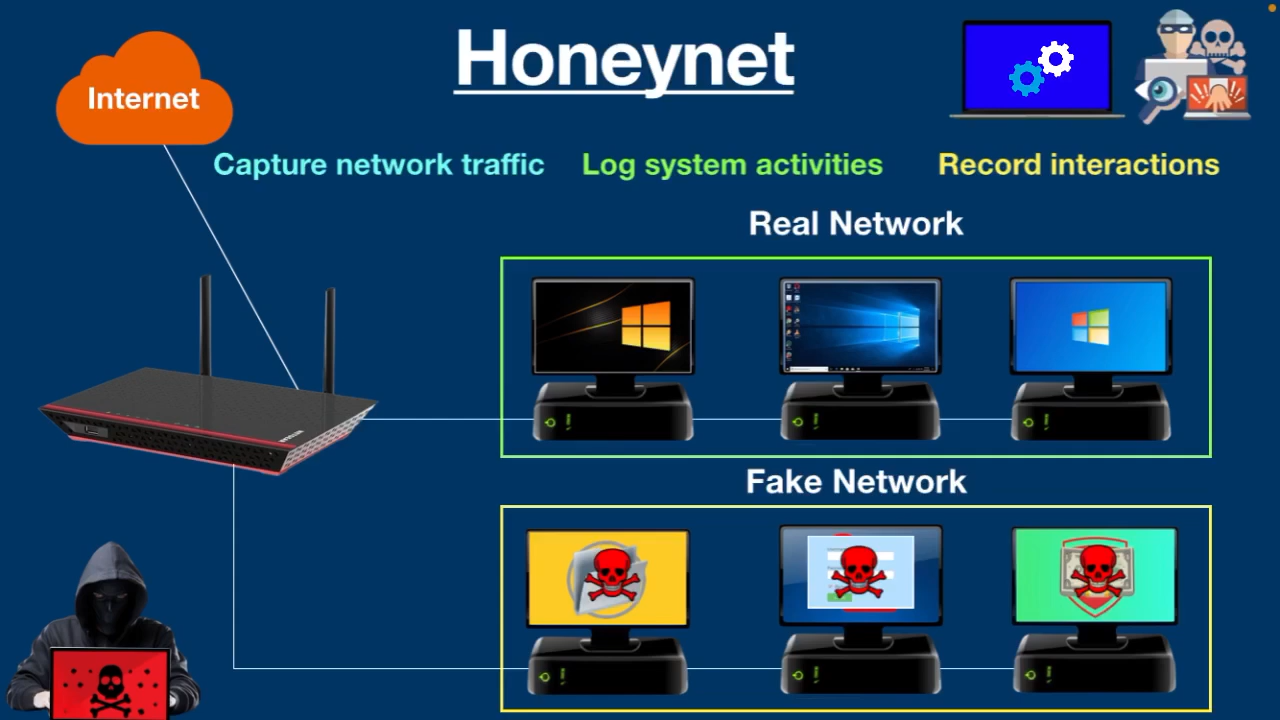 Honeynet
Internet
Capture network traffic
Log system activities
Record interactions
Real Network
Fake Network